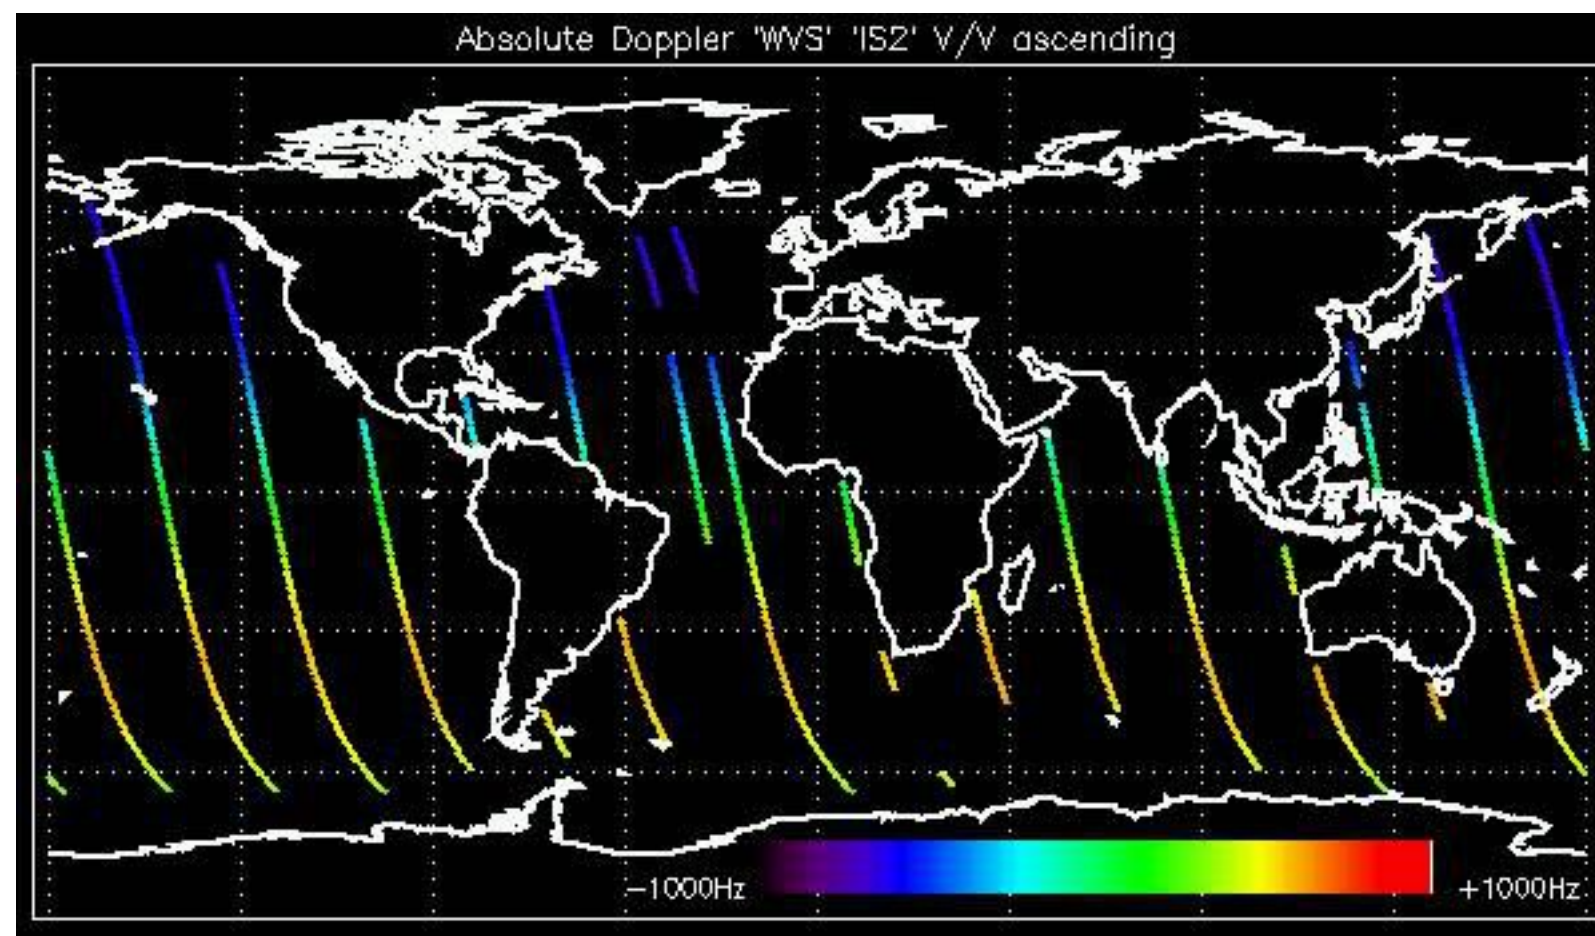 Absolute Doppler 'WVS' 'IS2' V/V ascending
-1000Hz
+1000Hz